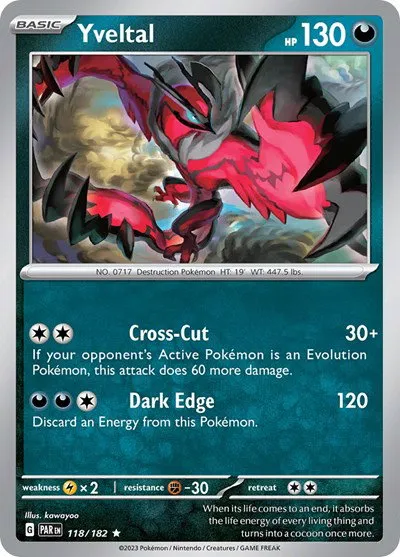 BASIC
Yveltal
HP 130
NO. 0717 Destruction Pokémon HT: 19' WT: 447.5 lbs.
Cross-Cut 30+
If your opponent's Active Pokémon is an Evolution
Pokémon, this attack does 60 more damage.
Dark Edge 120
Discard an Energy from this Pokémon.
weakness × 2 resistance -30 retreat
Illus. kawayoo
G PAR EN 118/182 ★
When its life comes to an end, it absorbs
the life energy of every living thing and
turns into a cocoon once more.
©2023 Pokémon / Nintendo / Creatures / GAME FREAK